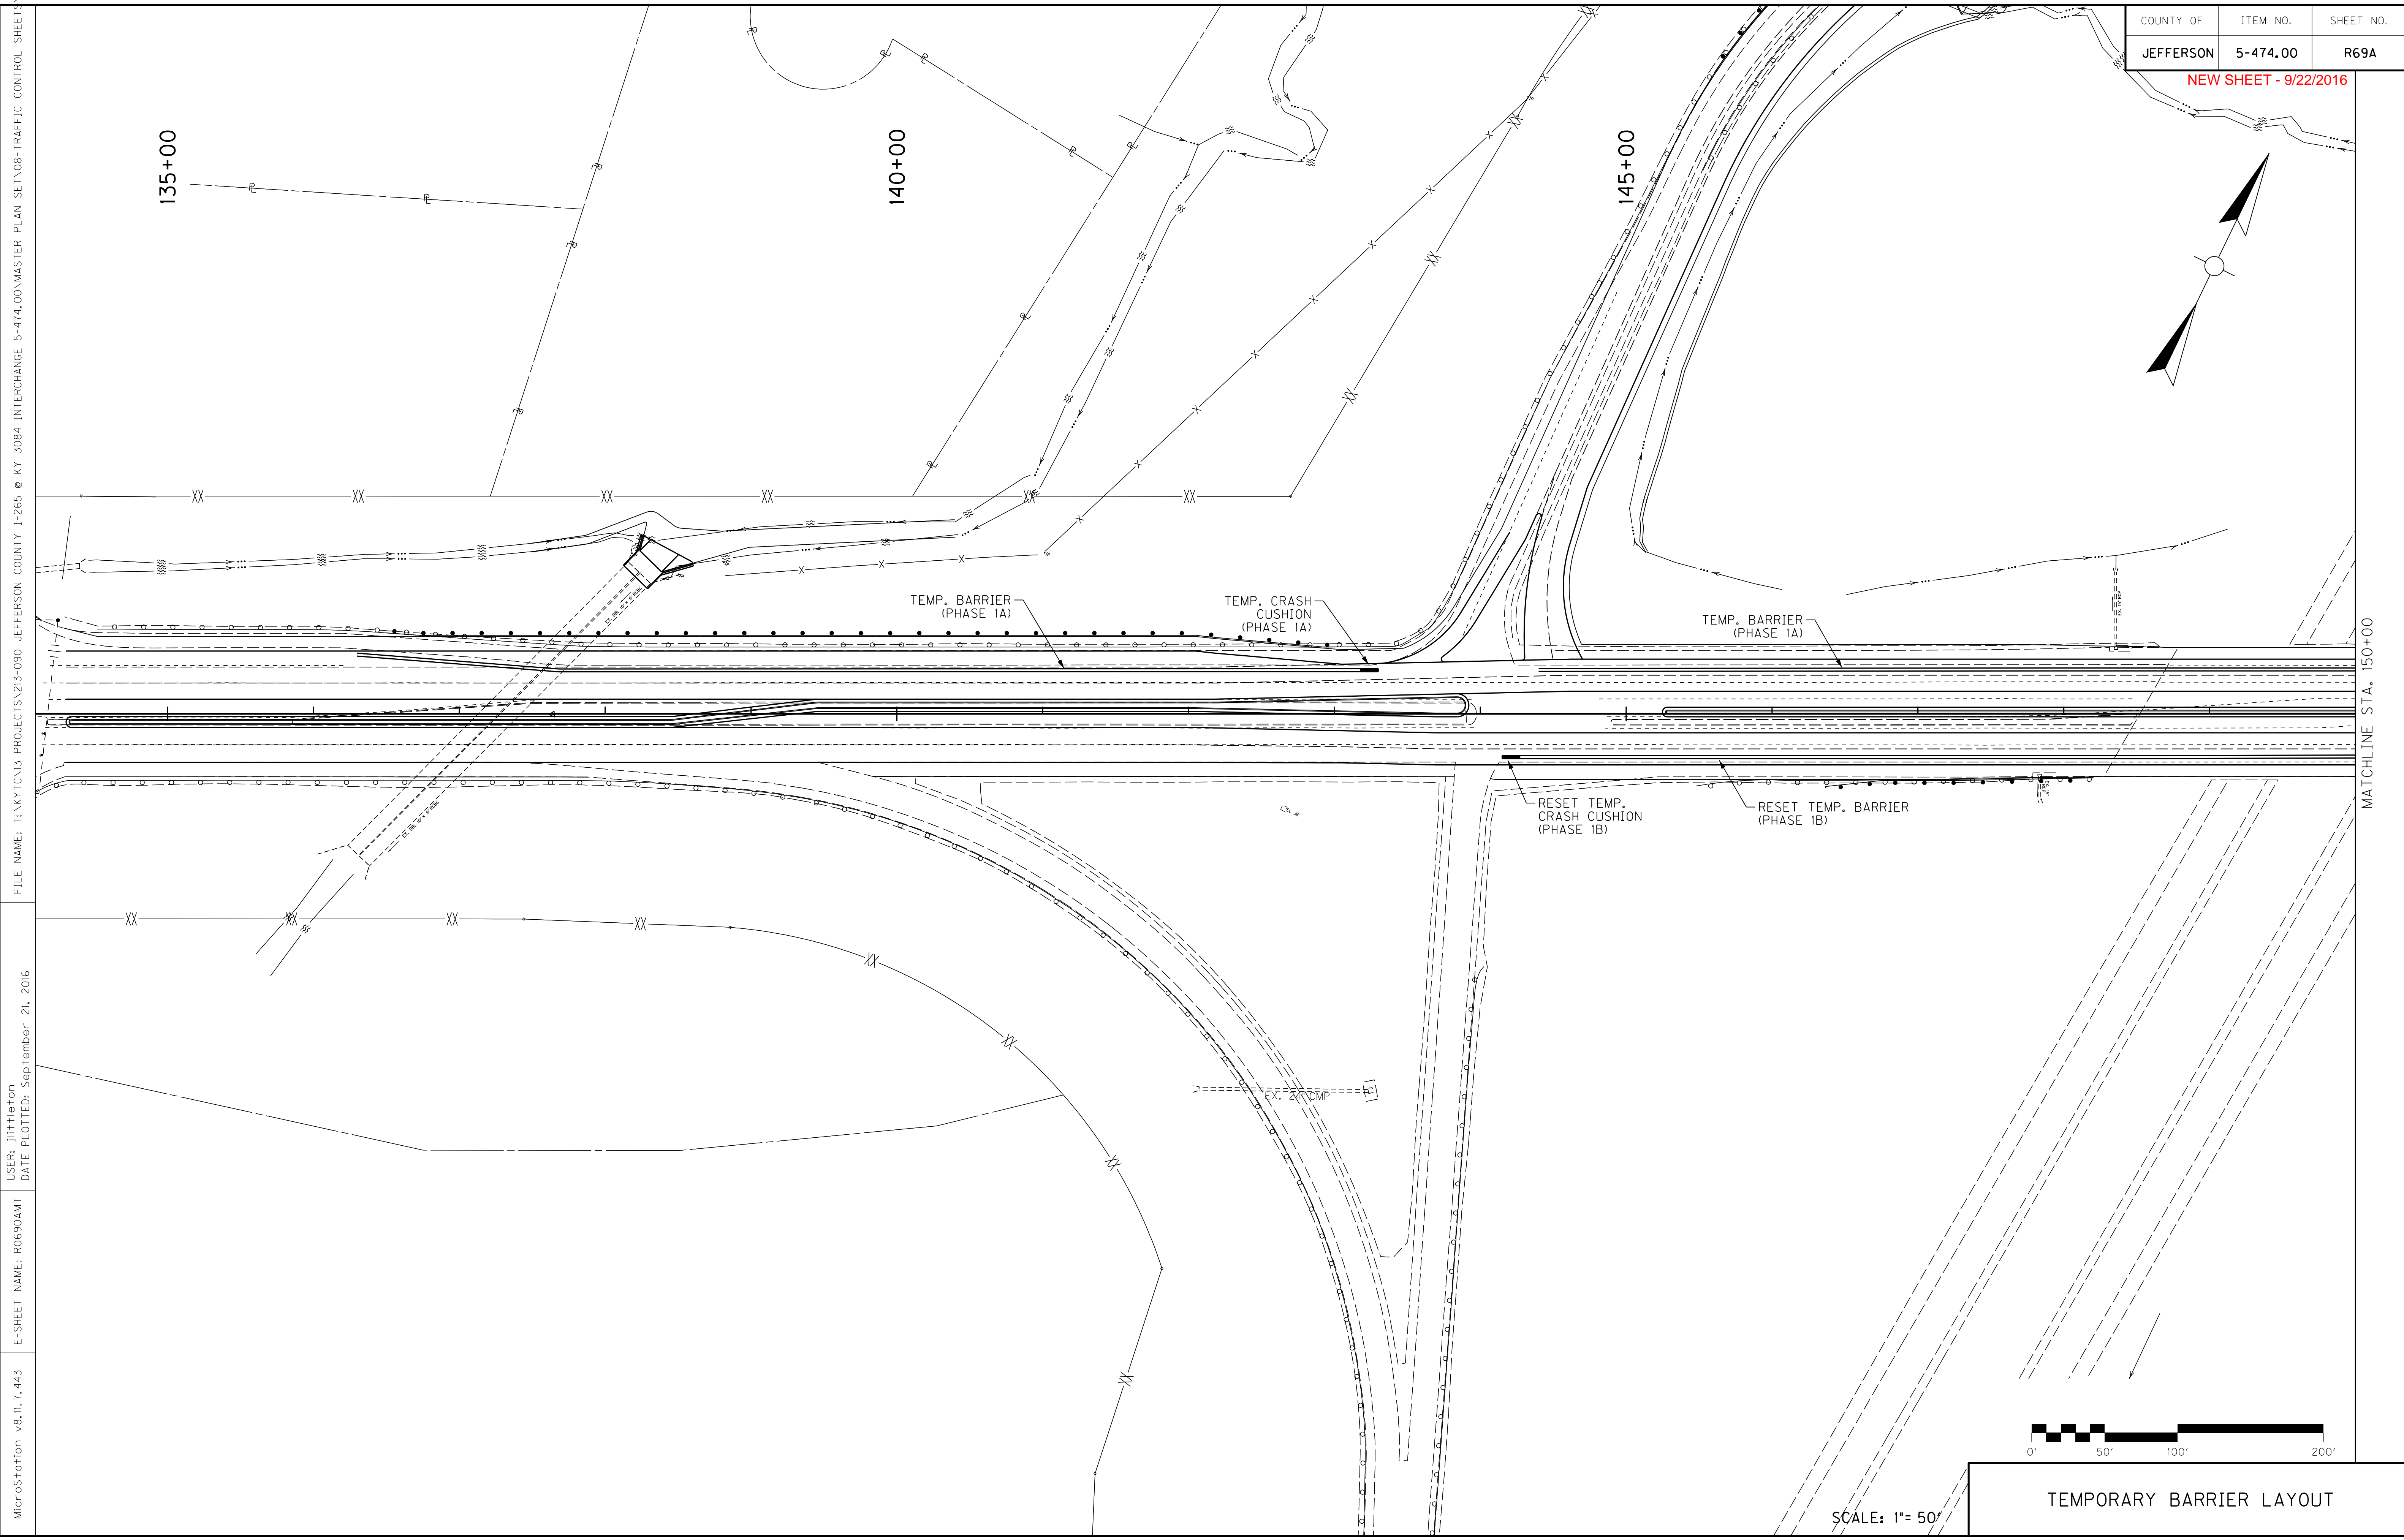 COUNTY OF
ITEM NO.
SHEET NO.
JEFFERSON
5-474.00
R69A
NEW SHEET - 9/22/2016
135+00
140+00
145+00
TEMP. BARRIER
(PHASE 1A)
TEMP. CRASH
CUSHION
(PHASE 1A)
TEMP. BARRIER
(PHASE 1A)
RESET TEMP.
CRASH CUSHION
(PHASE 1B)
RESET TEMP. BARRIER
(PHASE 1B)
MATCHLINE STA. 150+00
EX. 24" CMP
0'
50'
100'
200'
SCALE: 1"= 50'
TEMPORARY BARRIER LAYOUT
FILE NAME: T:\KYTC\13 PROJECTS\213-090 JEFFERSON COUNTY I-265 @ KY 3084 INTERCHANGE 5-474.00\MASTER PLAN SET\08-TRAFFIC CONTROL SHEETS\
USER: jlittleton
DATE PLOTTED: September 21, 2016
E-SHEET NAME: R0690AMT
MicroStation v8.11.7.443